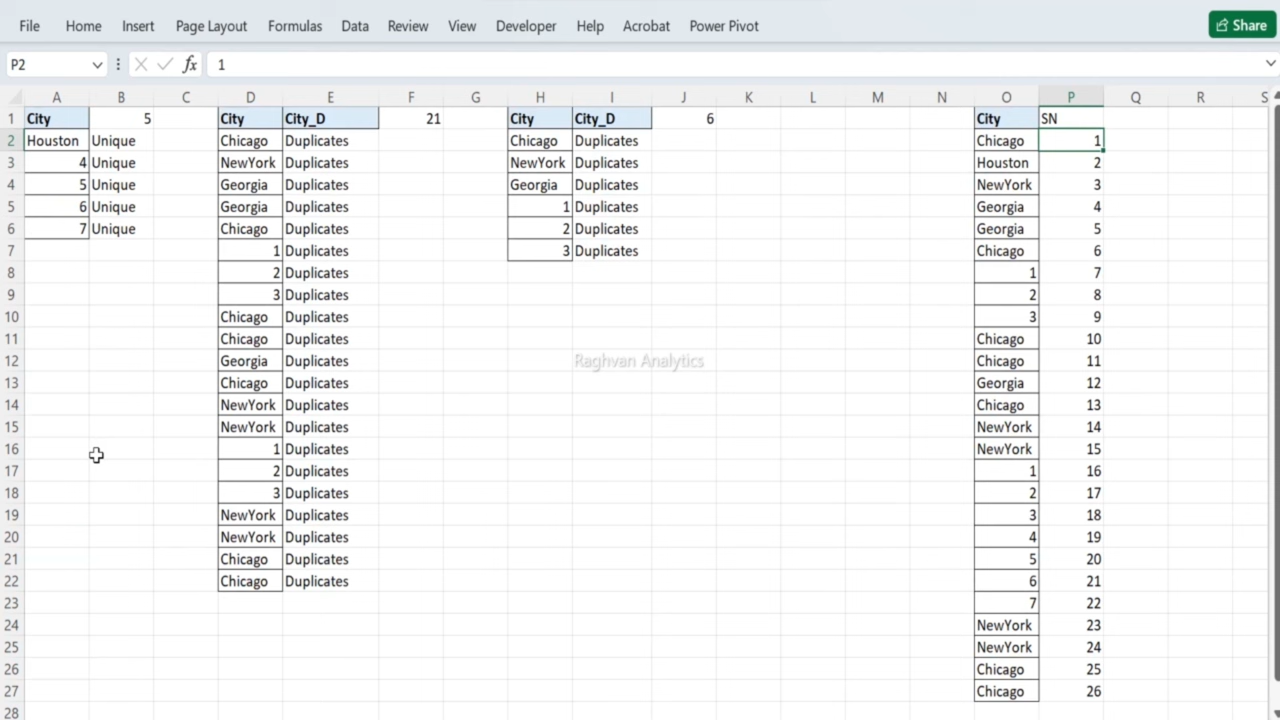 File Home Insert Page Layout Formulas Data Review View Developer Help Acrobat Power Pivot Share
P2 fx 1
A B C D E F G H I J K L M N O P Q R S
1 City 5 City City_D 21 City City_D 6 City SN
2 Houston Unique Chicago Duplicates Chicago Duplicates Chicago 1
3 4 Unique NewYork Duplicates NewYork Duplicates Houston 2
4 5 Unique Georgia Duplicates Georgia Duplicates NewYork 3
5 6 Unique Georgia Duplicates 1 Duplicates Georgia 4
6 7 Unique Chicago Duplicates 2 Duplicates Georgia 5
7 1 Duplicates 3 Duplicates Chicago 6
8 2 Duplicates 1 7
9 3 Duplicates 2 8
10 Chicago Duplicates 3 9
11 Chicago Duplicates Chicago 10
12 Georgia Duplicates Raghvan Analytics Chicago 11
13 Chicago Duplicates Georgia 12
14 NewYork Duplicates Chicago 13
15 NewYork Duplicates NewYork 14
16 1 Duplicates NewYork 15
17 2 Duplicates 1 16
18 3 Duplicates 2 17
19 NewYork Duplicates 3 18
20 NewYork Duplicates 4 19
21 Chicago Duplicates 5 20
22 Chicago Duplicates 6 21
23 7 22
24 NewYork 23
25 NewYork 24
26 Chicago 25
27 Chicago 26
28